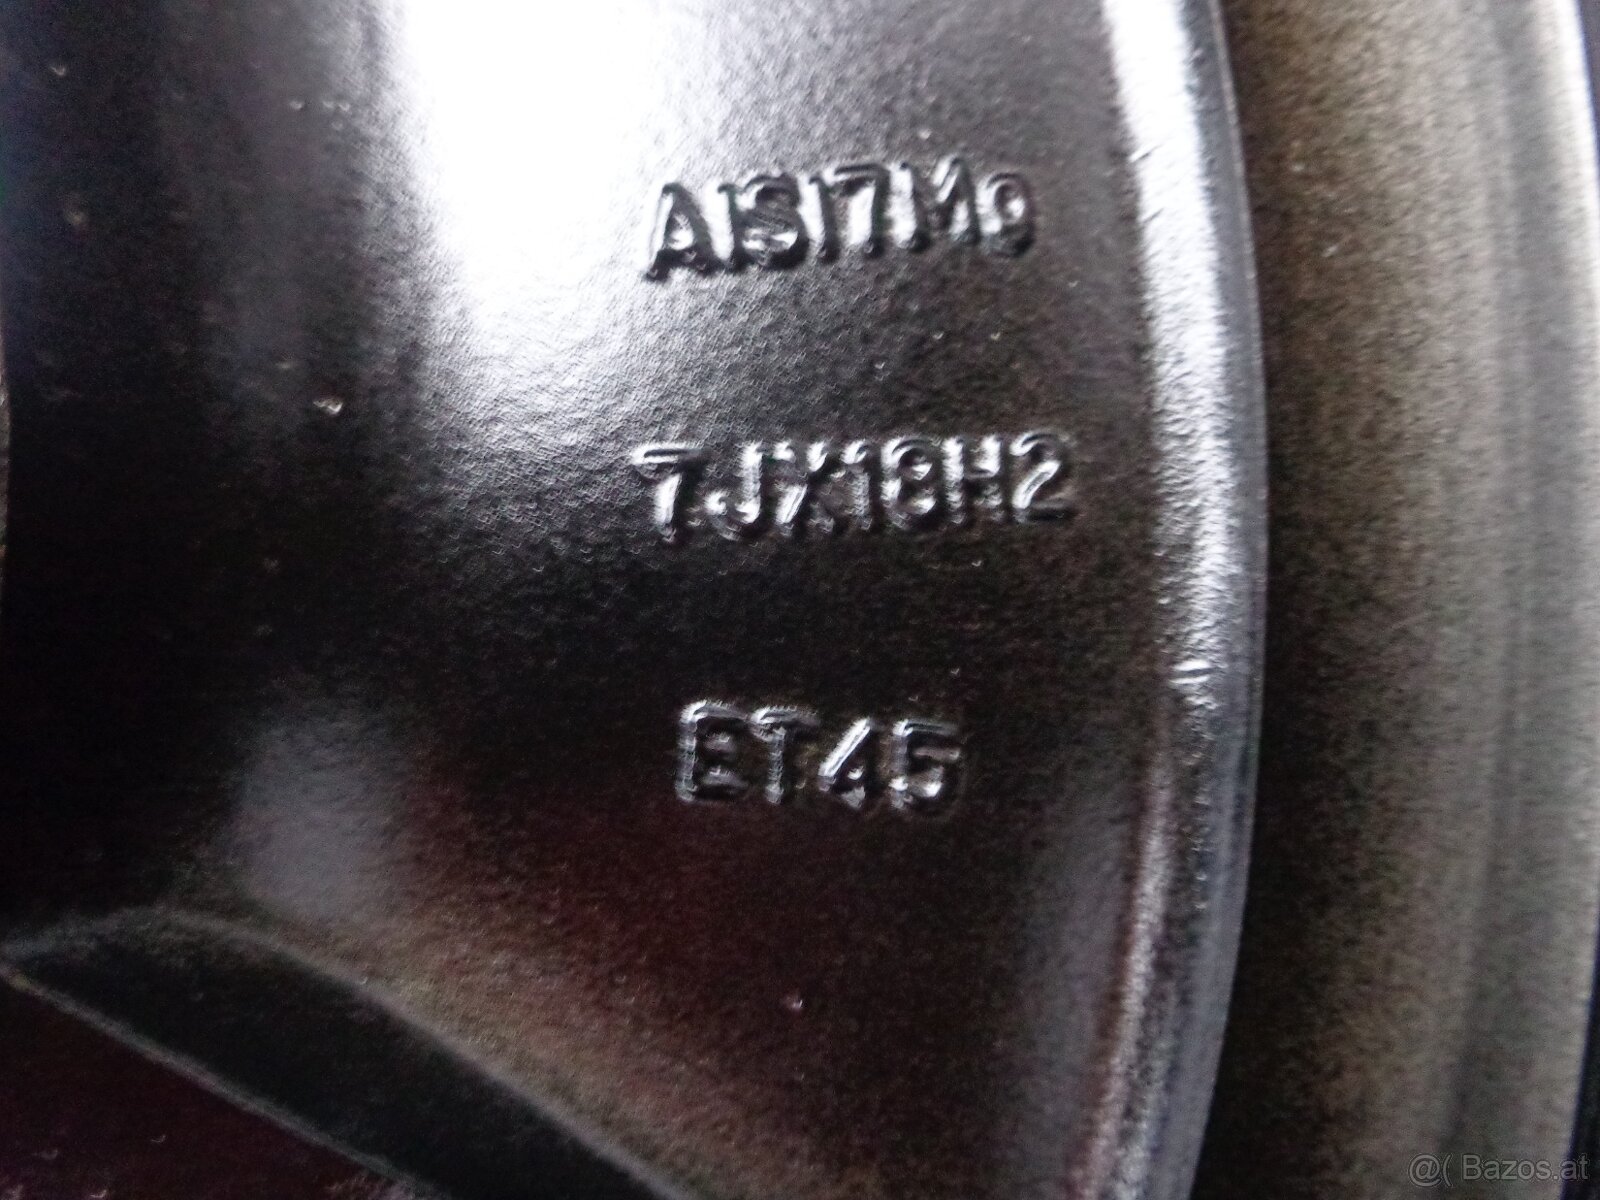 AlSi7Mg
7JX18H2
ET45
@( Bazos.at